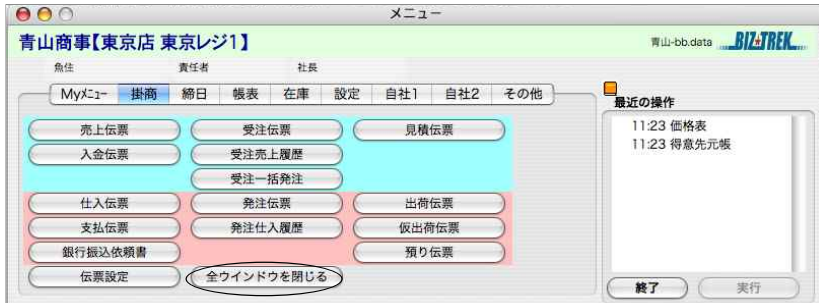 メニュー
青山商事【東京店 東京レジ1】
青山-bb.data BIZ-TREK
魚住 責任者 社長
Myメニュー 掛商 締日 帳表 在庫 設定 自社1 自社2 その他
最近の操作
売上伝票 受注伝票 見積伝票
11:23 価格表
入金伝票 受注売上履歴
11:23 得意先元帳
受注一括発注
仕入伝票 発注伝票 出荷伝票
支払伝票 発注仕入履歴 仮出荷伝票
銀行振込依頼書 預り伝票
伝票設定 全ウインドウを閉じる
終了 実行